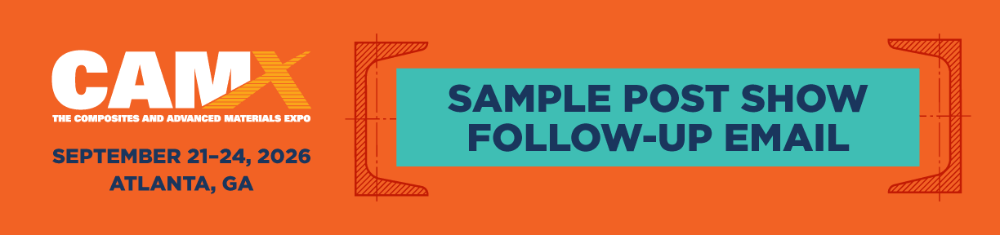 CAMX
THE COMPOSITES AND ADVANCED MATERIALS EXPO
SEPTEMBER 21–24, 2026
ATLANTA, GA
SAMPLE POST SHOW
FOLLOW-UP EMAIL